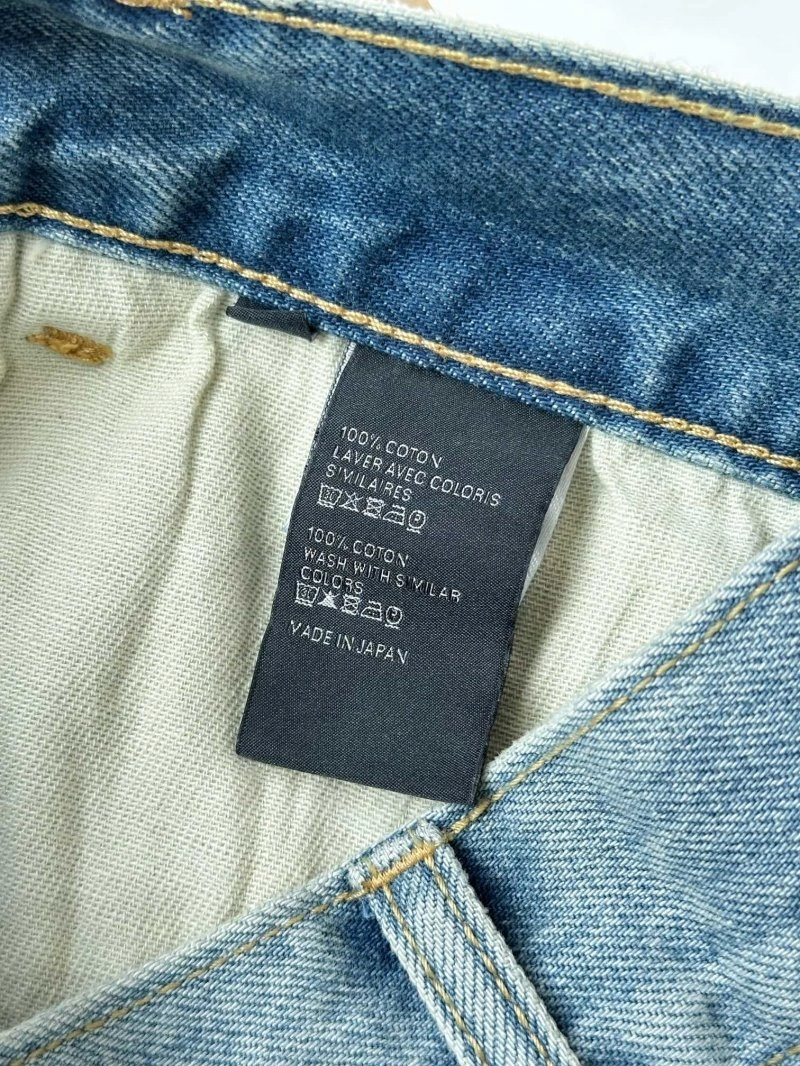 100% COTON
LAVER AVEC COLORIS
SIMILAIRES
100% COTON
WASH WITH SIMILAR
COLORS
MADE IN JAPAN